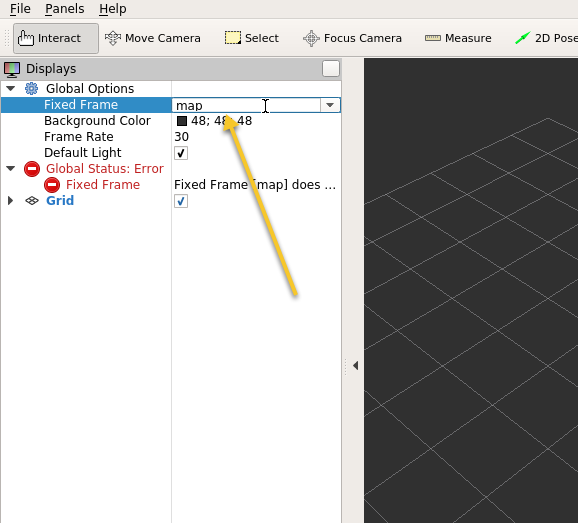 File Panels Help
Interact Move Camera Select Focus Camera Measure 2D Pose
Displays
Global Options
Fixed Frame map
Background Color 48; 48; 48
Frame Rate 30
Default Light
Global Status: Error
Fixed Frame Fixed Frame [map] does ...
Grid